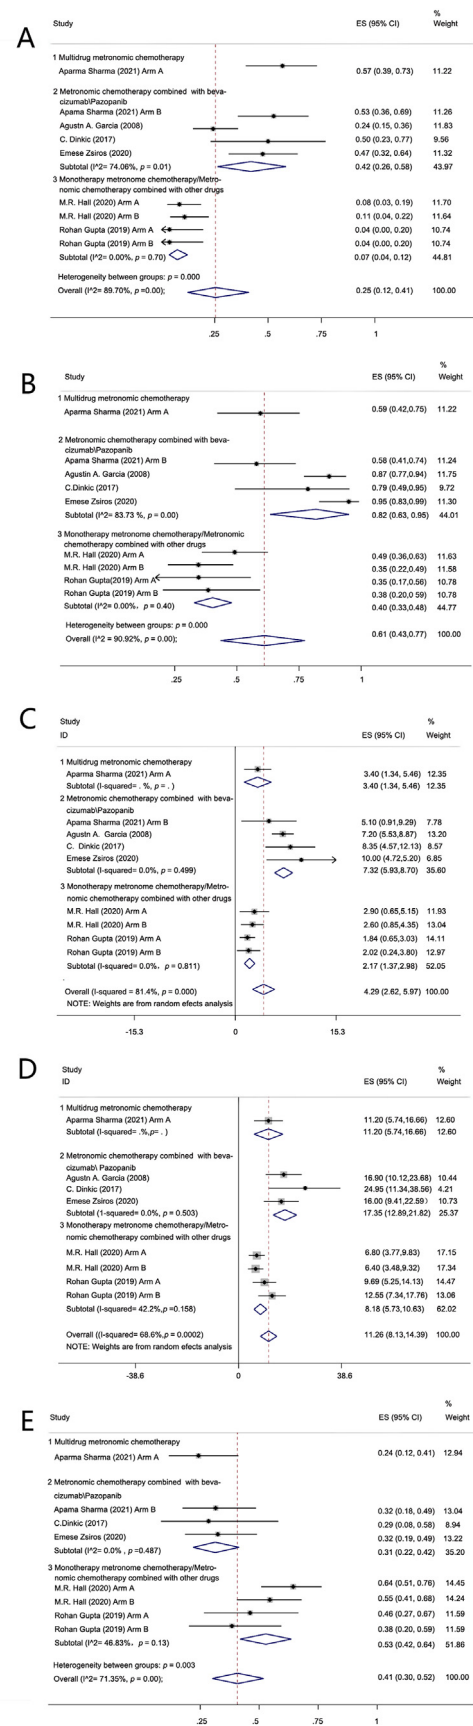 A
%
Study ES (95% CI) Weight
1 Multidrug metronomic chemotherapy
Aparma Sharma (2021) Arm A 0.57 (0.39, 0.73) 11.22
2 Metronomic chemotherapy combined with beva-
cizumab\Pazopanib
Apama Sharma (2021) Arm B 0.53 (0.36, 0.69) 11.26
Agustn A. Garcia (2008) 0.24 (0.15, 0.36) 11.83
C. Dinkic (2017) 0.50 (0.23, 0.77) 9.56
Emese Zsiros (2020) 0.47 (0.32, 0.64) 11.32
Subtotal (I^2= 74.06%, p = 0.01) 0.42 (0.26, 0.58) 43.97
3 Monotherapy metronome chemotherapy/Metro-
nomic chemotherapy combined with other drugs
M.R. Hall (2020) Arm A 0.08 (0.03, 0.19) 11.70
M.R. Hall (2020) Arm B 0.11 (0.04, 0.22) 11.64
Rohan Gupta (2019) Arm A 0.04 (0.00, 0.20) 10.74
Rohan Gupta (2019) Arm B 0.04 (0.00, 0.20) 10.74
Subtotal (I^2= 0.00%, p = 0.70) 0.07 (0.04, 0.12) 44.81
Heterogeneity between groups: p = 0.000
Overall (I^2= 89.70%, p =0.00); 0.25 (0.12, 0.41) 100.00
.25 .5 .75 1
B
%
Study ES (95% CI) Weight
1 Multidrug metronomic chemotherapy
Aparma Sharma (2021) Arm A 0.59 (0.42,0.75) 11.22
2 Metronomic chemotherapy combined with beva-
cizumab\Pazopanib
Apama Sharma (2021) Arm B 0.58 (0.41,0.74) 11.24
Agustin A. Garcia (2008) 0.87 (0.77,0.94) 11.75
C.Dinkic (2017) 0.79 (0.49,0.95) 9.72
Emese Zsiros (2020) 0.95 (0.83,0.99) 11.30
Subtotal (I^2= 83.73 %, p = 0.00) 0.82 (0.63, 0.95) 44.01
3 Monotherapy metronome chemotherapy/Metronomic
chemotherapy combined with other drugs
M.R. Hall (2020) Arm A 0.49 (0.36,0.63) 11.63
M.R. Hall (2020) Arm B 0.35 (0.22,0.49) 11.58
Rohan Gupta(2019) Arm A 0.35 (0.17,0.56) 10.78
Rohan Gupta (2019) Arm B 0.38 (0.20 0.59) 10.78
Subtotal (I^2= 0.00%, p = 0.40) 0.40 (0.33,0.48) 44.77
Heterogeneity between groups: p = 0.000
Overall (I^2 = 90.92%, p = 0.00); 0.61 (0.43,0.77) 100.00
.25 .5 .75 1
C
Study %
ID ES (95% CI) Weight
1 Multidrug metronomic chemotherapy
Aparma Sharma (2021) Arm A 3.40 (1.34, 5.46) 12.35
Subtotal (I-squared= . %, p = . ) 3.40 (1.34, 5.46) 12.35
2 Metronomic chemotherapy combined with beva-
cizumab\Pazopanib
Apama Sharma (2021) Arm B 5.10 (0.91,9.29) 7.78
Agustn A. Garcia (2008) 7.20 (5.53,8.87) 13.20
C. Dinkic (2017) 8.35 (4.57,12.13) 8.57
Emese Zsiros (2020) 10.00 (4.72,5.20) 6.85
Subtotal (I-squared= 0.0%, p = 0.499) 7.32 (5.93,8.70) 35.60
3 Monotherapy metronome chemotherapy/Metro-
nomic chemotherapy combined with other drugs
M.R. Hall (2020) Arm A 2.90 (0.65,5.15) 11.93
M.R. Hall (2020) Arm B 2.60 (0.85,4.35) 13.04
Rohan Gupta (2019) Arm A 1.84 (0.65,3.03) 14.11
Rohan Gupta (2019) Arm B 2.02 (0.24,3.80) 12.97
Subtotal (I-squared= 0.0%. p = 0.811) 2.17 (1.37,2.98) 52.05
Overall (I-squared = 81.4%, p = 0.000) 4.29 (2.62, 5.97) 100.00
NOTE: Weights are from random efects analysis
-15.3 0 15.3
D
Study %
ID ES (95% CI) Weight
1 Multidrug metronomic chemotherapy
Aparma Sharma (2021) Arm A 11.20 (5.74,16.66) 12.60
Subtotal (I-squared= .%,p= . ) 11.20 (5.74,16.66) 12.60
2 Metronomic chemotherapy combined with beva-
cizumab\ Pazopanib
Agustn A. Garcia (2008) 16.90 (10.12,23.68) 10.44
C. Dinkic (2017) 24.95 (11.34,38.56) 4.21
Emese Zsiros (2020) 16.00 (9.41,22.59) 10.73
Subtotal (1-squared= 0.0%, p = 0.503) 17.35 (12.89,21.82) 25.37
3 Monotherapy metronome chemotherapy/Metro-
nomic chemotherapy combined with other drugs
M.R. Hall (2020) Arm A 6.80 (3.77,9.83) 17.15
M.R. Hall (2020) Arm B 6.40 (3.48,9.32) 17.34
Rohan Gupta (2019) Arm A 9.69 (5.25,14.13) 14.47
Rohan Gupta (2019) Arm B 12.55 (7.34,17.76) 13.06
Subtotal (I-squared= 42.2%,p =0.158) 8.18 (5.73,10.63) 62.02
Overrall ((I-squared= 68.6%,p = 0.0002) 11.26 (8.13,14.39) 100.00
NOTE: Weights are from random efects analysis
-38.6 0 38.6
E
%
Study ES (95% CI) Weight
1 Multidrug metronomic chemotherapy
Aparma Sharma (2021) Arm A 0.24 (0.12, 0.41) 12.94
2 Metronomic chemotherapy combined with beva-
cizumab\Pazopanib
Apama Sharma (2021) Arm B 0.32 (0.18, 0.49) 13.04
C.Dinkic (2017) 0.29 (0.08, 0.58) 8.94
Emese Zsiros (2020) 0.32 (0.19, 0.49) 13.22
Subtotal (I^2= 0.0% , p =0.487) 0.31 (0.22, 0.42) 35.20
3 Monotherapy metronome chemotherapy/Metro-
nomic chemotherapy combined with other drugs
M.R. Hall (2020) Arm A 0.64 (0.51, 0.76) 14.45
M.R. Hall (2020) Arm B 0.55 (0.41, 0.68) 14.24
Rohan Gupta (2019) Arm A 0.46 (0.27, 0.67) 11.59
Rohan Gupta (2019) Arm B 0.38 (0.20, 0.59) 11.59
Subtotal (I^2= 46.83%, p = 0.13) 0.53 (0.42, 0.64) 51.86
Heterogeneity between groups: p = 0.003
Overall (I^2= 71.35%, p = 0.00); 0.41 (0.30, 0.52) 100.00
.25 .5 .75 1